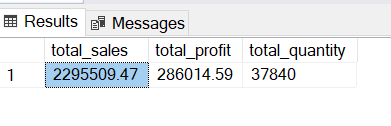 Results Messages
total_sales total_profit total_quantity
1 2295509.47 286014.59 37840